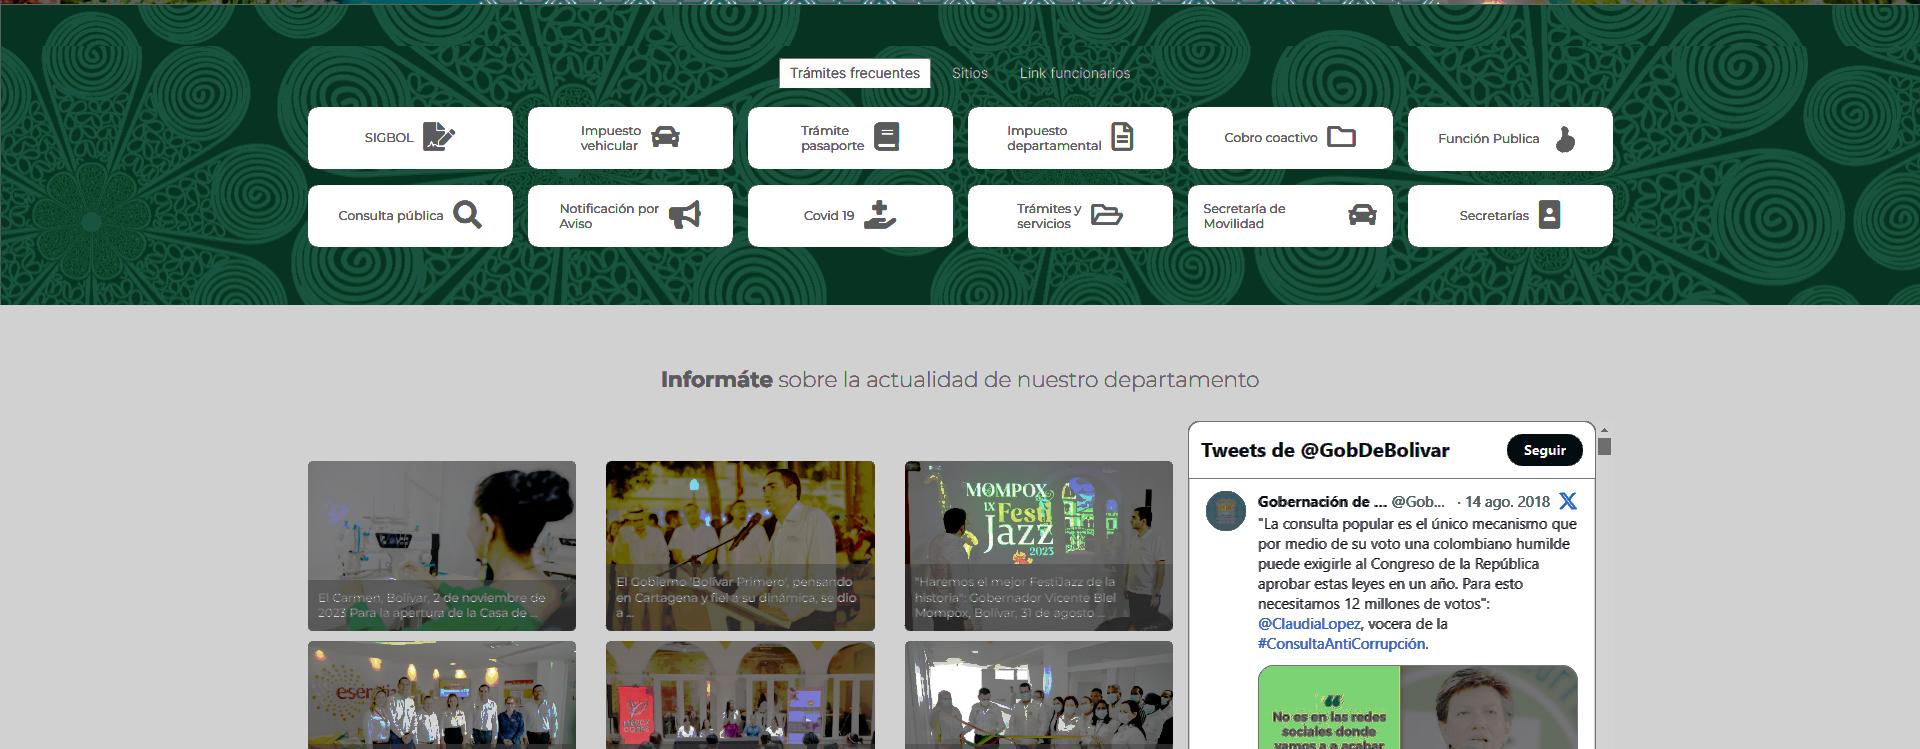 Trámites frecuentes
Sitios
Link funcionarios
SIGBOL
Impuesto
vehicular
Trámite
pasaporte
Impuesto
departamental
Cobro coactivo
Función Publica
Consulta pública
Notificación por
Aviso
Covid 19
Trámites y
servicios
Secretaría de
Movilidad
Secretarías
Informáte sobre la actualidad de nuestro departamento
El Carmen, Bolívar, 2 de noviembre de
2023 Para la apertura de la Casa de ...
El Gobierno 'Bolívar Primero', pensando
en Cartagena y fiel a su dinámica, se dio
a ...
MOMPOX
IX Festi
Jazz
2023
"Haremos el mejor FestiJazz de la
historia": Gobernador Vicente Blel
Mompox, Bolívar, 31 de agosto ...
Tweets de @GobDeBolivar
Seguir
Gobernación de ... @Gob... · 14 ago. 2018
"La consulta popular es el único mecanismo que
por medio de su voto una colombiano humilde
puede exigirle al Congreso de la República
aprobar estas leyes en un año. Para esto
necesitamos 12 millones de votos":
@ClaudiaLopez, vocera de la
#ConsultaAntiCorrupción.
No es en las redes
sociales donde
vamos a a acabar